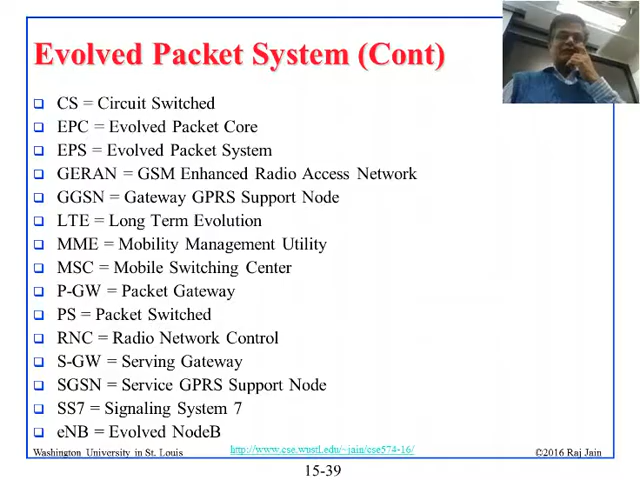 Evolved Packet System (Cont)
CS = Circuit Switched
EPC = Evolved Packet Core
EPS = Evolved Packet System
GERAN = GSM Enhanced Radio Access Network
GGSN = Gateway GPRS Support Node
LTE = Long Term Evolution
MME = Mobility Management Utility
MSC = Mobile Switching Center
P-GW = Packet Gateway
PS = Packet Switched
RNC = Radio Network Control
S-GW = Serving Gateway
SGSN = Service GPRS Support Node
SS7 = Signaling System 7
eNB = Evolved NodeB
Washington University in St. Louis
http://www.cse.wustl.edu/~jain/cse574-16/
©2016 Raj Jain
15-39